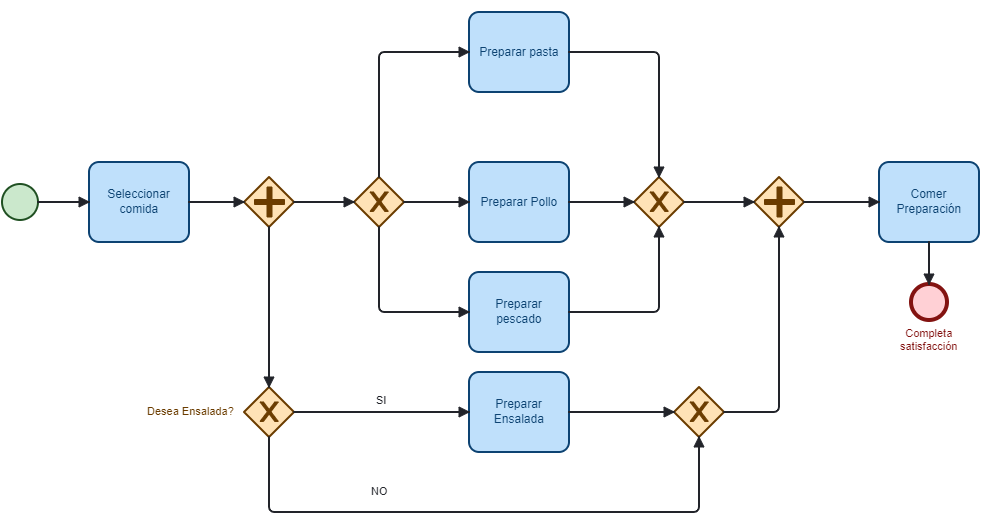 Preparar pasta
Seleccionar
comida
Preparar Pollo
Comer
Preparación
Preparar
pescado
Completa
satisfacción
Desea Ensalada?
SI
Preparar
Ensalada
NO